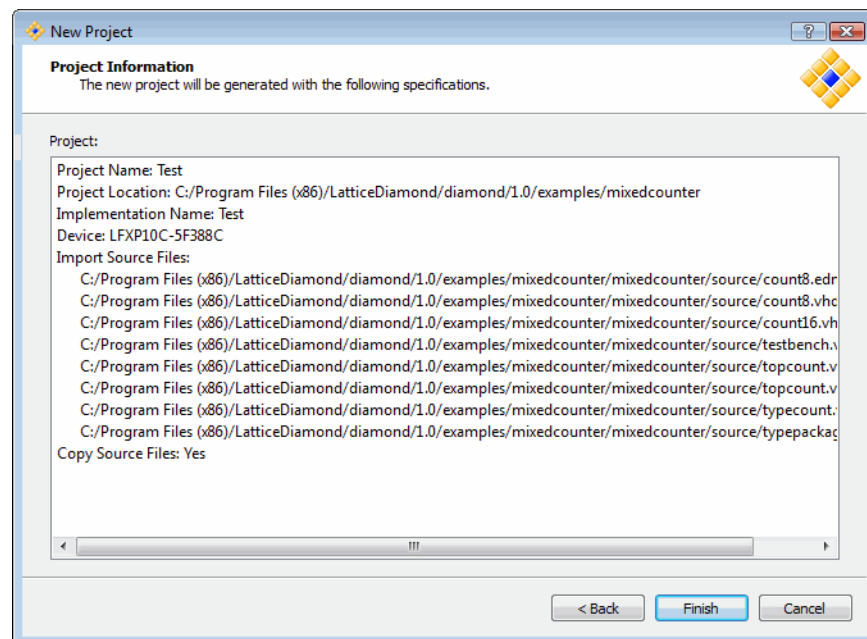 New Project
Project Information
The new project will be generated with the following specifications.
Project:
Project Name: Test
Project Location: C:/Program Files (x86)/LatticeDiamond/diamond/1.0/examples/mixedcounter
Implementation Name: Test
Device: LFXP10C-5F388C
Import Source Files:
C:/Program Files (x86)/LatticeDiamond/diamond/1.0/examples/mixedcounter/mixedcounter/source/count8.edn
C:/Program Files (x86)/LatticeDiamond/diamond/1.0/examples/mixedcounter/mixedcounter/source/count8.vhd
C:/Program Files (x86)/LatticeDiamond/diamond/1.0/examples/mixedcounter/mixedcounter/source/count16.vh
C:/Program Files (x86)/LatticeDiamond/diamond/1.0/examples/mixedcounter/mixedcounter/source/testbench.v
C:/Program Files (x86)/LatticeDiamond/diamond/1.0/examples/mixedcounter/mixedcounter/source/topcount.v
C:/Program Files (x86)/LatticeDiamond/diamond/1.0/examples/mixedcounter/mixedcounter/source/topcount.v
C:/Program Files (x86)/LatticeDiamond/diamond/1.0/examples/mixedcounter/mixedcounter/source/typecount.
C:/Program Files (x86)/LatticeDiamond/diamond/1.0/examples/mixedcounter/mixedcounter/source/typepackag
Copy Source Files: Yes
< Back Finish Cancel